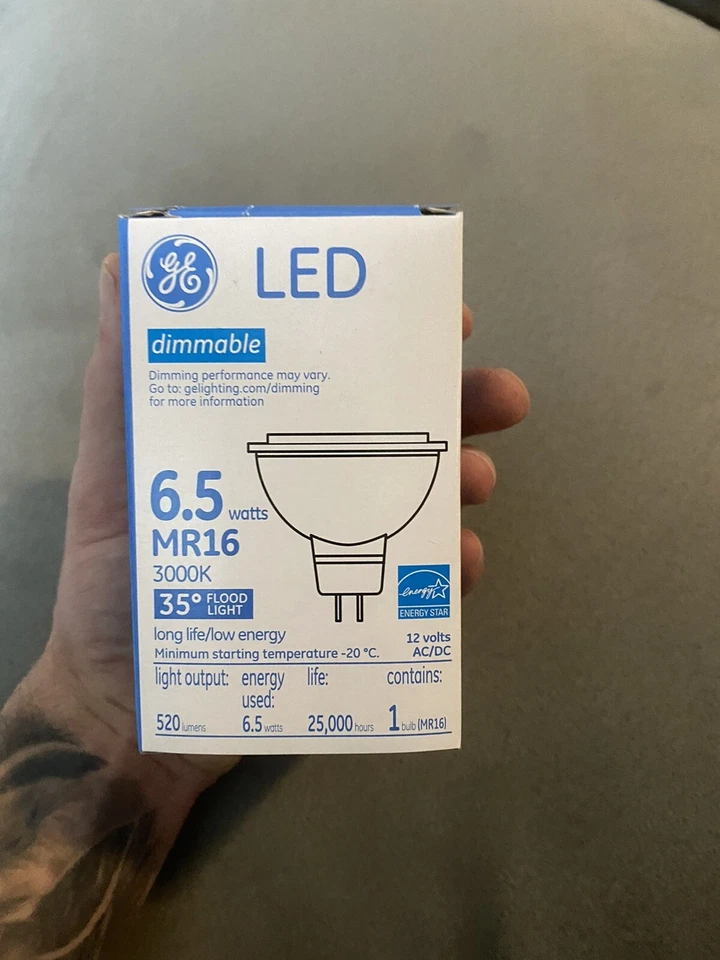 GE LED
dimmable
Dimming performance may vary.
Go to: gelighting.com/dimming
for more information
6.5 watts
MR16
3000K
35° FLOOD
LIGHT
energy
ENERGY STAR
long life/low energy
12 volts
Minimum starting temperature -20 °C.
AC/DC
light output: energy used: life: contains:
520 lumens 6.5 watts 25,000 hours 1 bulb (MR16)